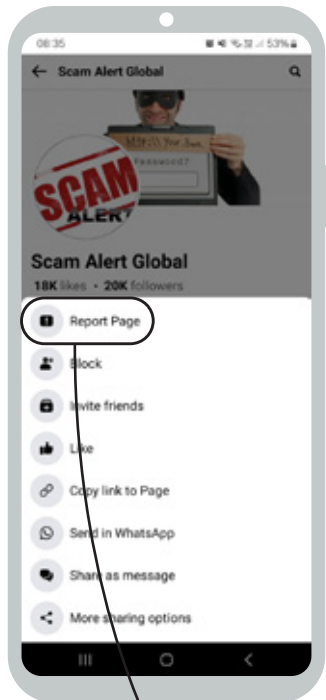 08:35
53%
Scam Alert Global
Password?
SCAM
ALERT
Scam Alert Global
18K likes • 20K followers
Report Page
Block
Invite friends
Like
Copy link to Page
Send in WhatsApp
Share as message
More sharing options